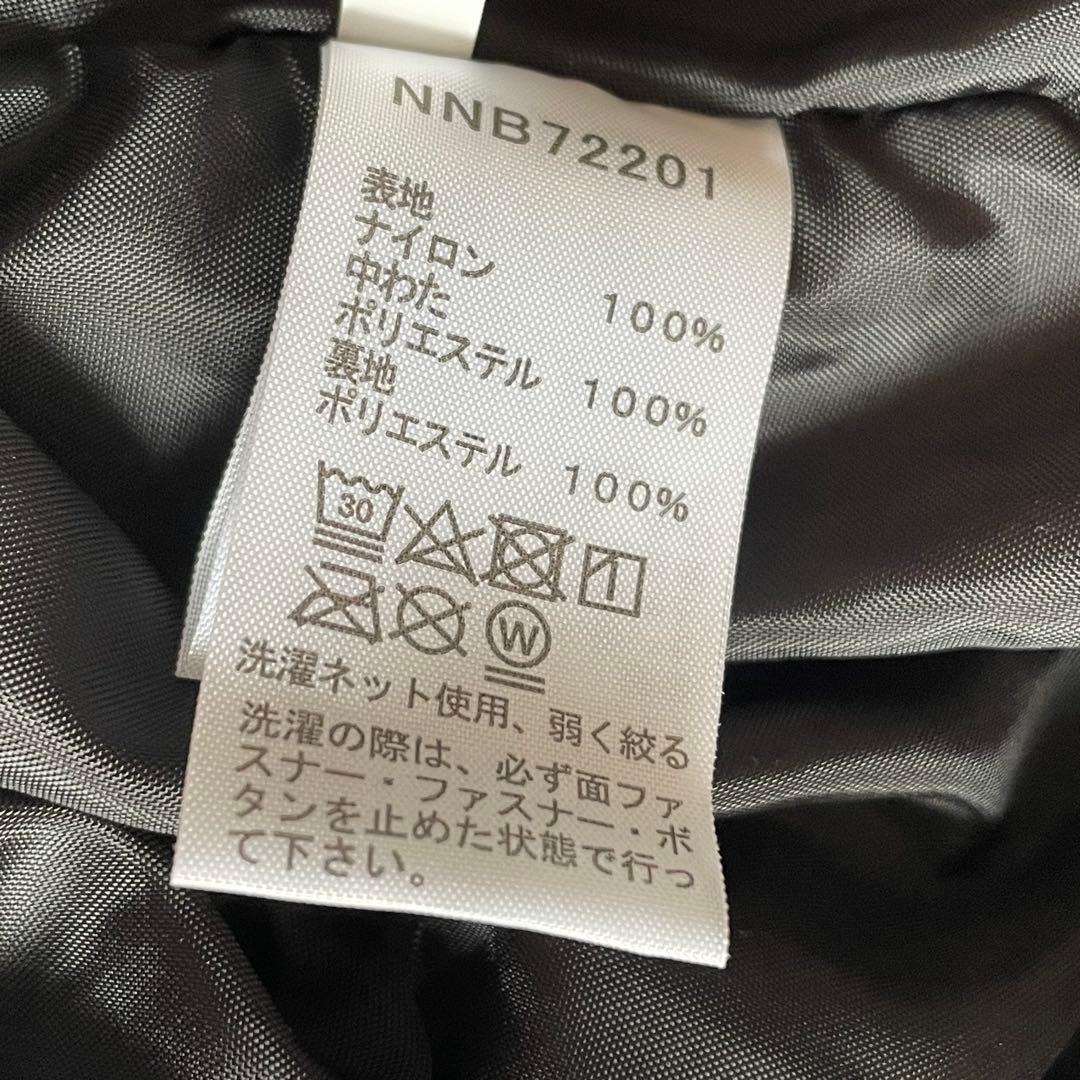 NNB72201
表地
ナイロン 100%
中わた
ポリエステル 100%
裏地
ポリエステル 100%
30
W
洗濯ネット使用、弱く絞る
洗濯の際は、必ず面ファ
スナー・ファスナー・ボ
タンを止めた状態で行っ
て下さい。